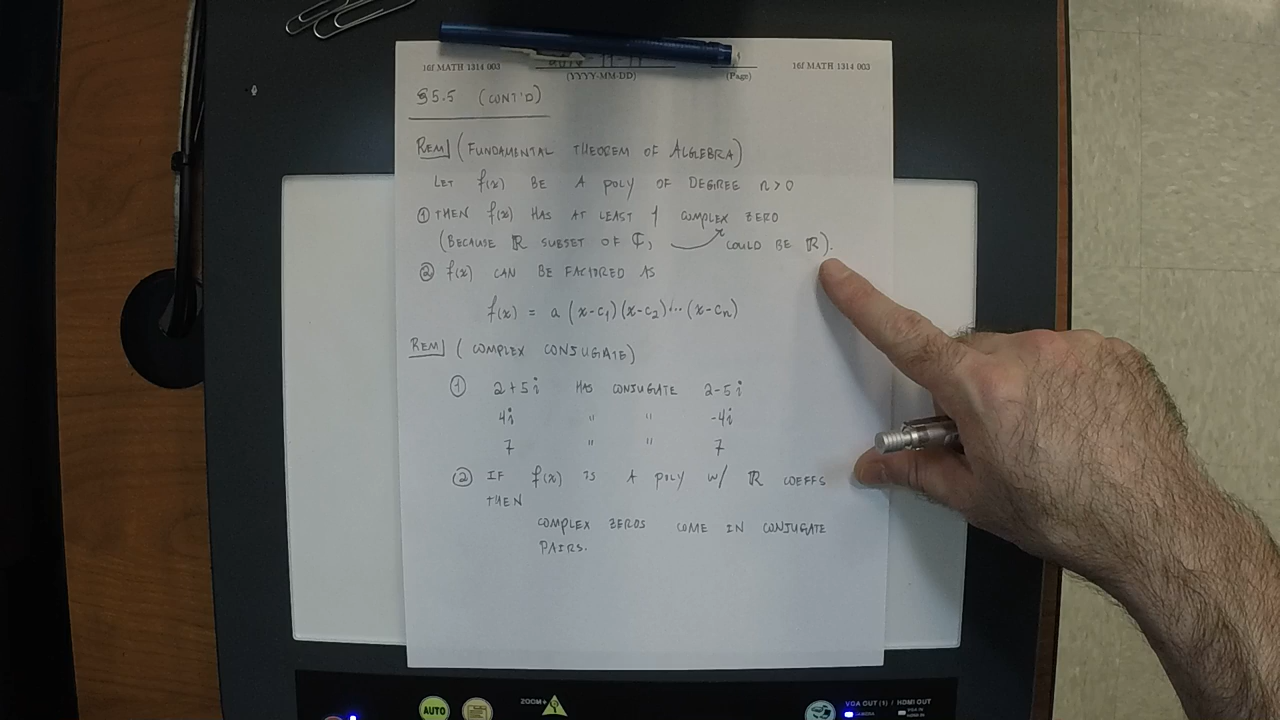 16f MATH 1314 003
1
16f MATH 1314 003
(YYYY-MM-DD)
(Page)
§5.5 (CONT'D)
REM (FUNDAMENTAL THEOREM OF ALGEBRA)
LET f(x) BE A POLY OF DEGREE n>0
① THEN f(x) HAS AT LEAST 1 COMPLEX ZERO
(BECAUSE ℝ SUBSET OF ℂ, COULD BE ℝ).
② f(x) CAN BE FACTORED AS
f(x) = a (x-c₁)(x-c₂)···(x-cₙ)
REM (COMPLEX CONJUGATE)
① 2+5i HAS CONJUGATE 2-5i
4i " " -4i
7 " " 7
② IF f(x) IS A POLY W/ ℝ COEFFS
THEN
COMPLEX ZEROS COME IN CONJUGATE
PAIRS.
AUTO
ZOOM+
VGA OUT (1) / HDMI OUT